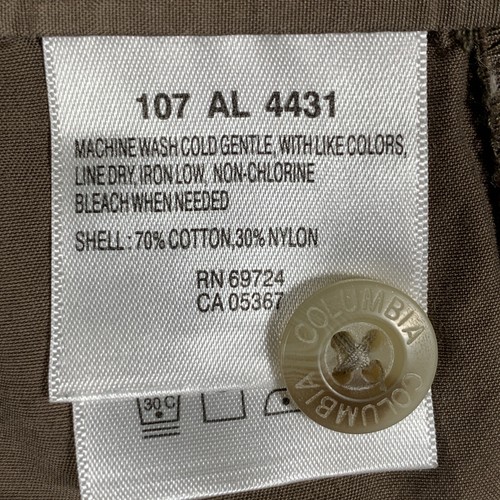 107 AL 4431
MACHINE WASH COLD GENTLE, WITH LIKE COLORS,
LINE DRY, IRON LOW, NON-CHLORINE
BLEACH WHEN NEEDED
SHELL : 70% COTTON, 30% NYLON
RN 69724
CA 05367
COLUMBIA
COLUMBIA
30 C